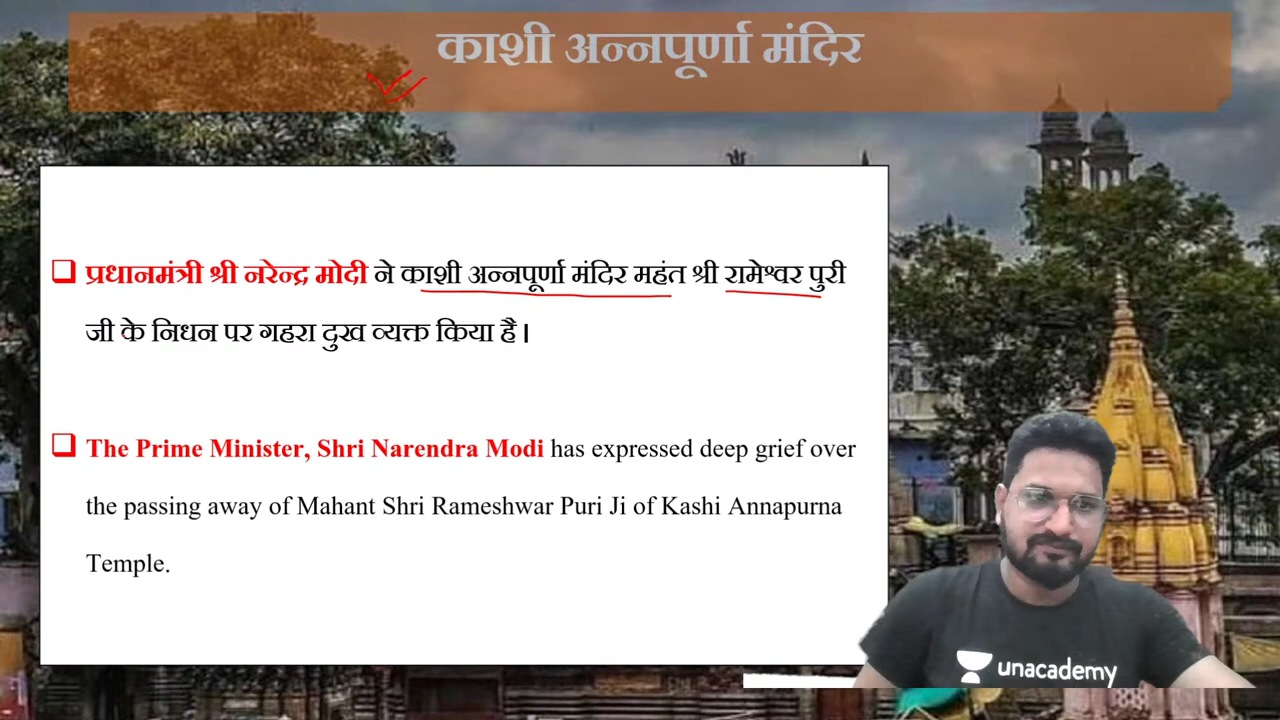 काशी अन्नपूर्णा मंदिर
प्रधानमंत्री श्री नरेन्द्र मोदी ने काशी अन्नपूर्णा मंदिर महंत श्री रामेश्वर पुरी
जी के निधन पर गहरा दुख व्यक्त किया है।
The Prime Minister, Shri Narendra Modi has expressed deep grief over
the passing away of Mahant Shri Rameshwar Puri Ji of Kashi Annapurna
Temple.
unacademy